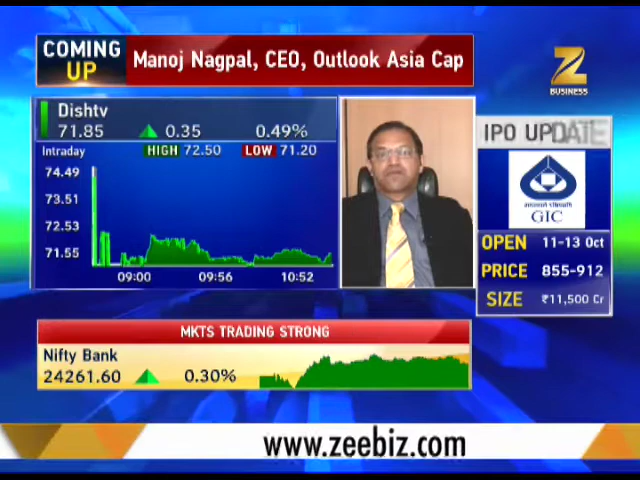 COMING
UP
Manoj Nagpal, CEO, Outlook Asia Cap
Z
BUSINESS
Dishtv
71.85 0.35 0.49%
Intraday HIGH 72.50 LOW 71.20
74.49
73.51
72.53
71.55
09:00 09:56 10:52
IPO UPDATE
GIC
OPEN 11-13 Oct
PRICE 855-912
SIZE ₹11,500 Cr
MKTS TRADING STRONG
Nifty Bank
24261.60 0.30%
www.zeebiz.com